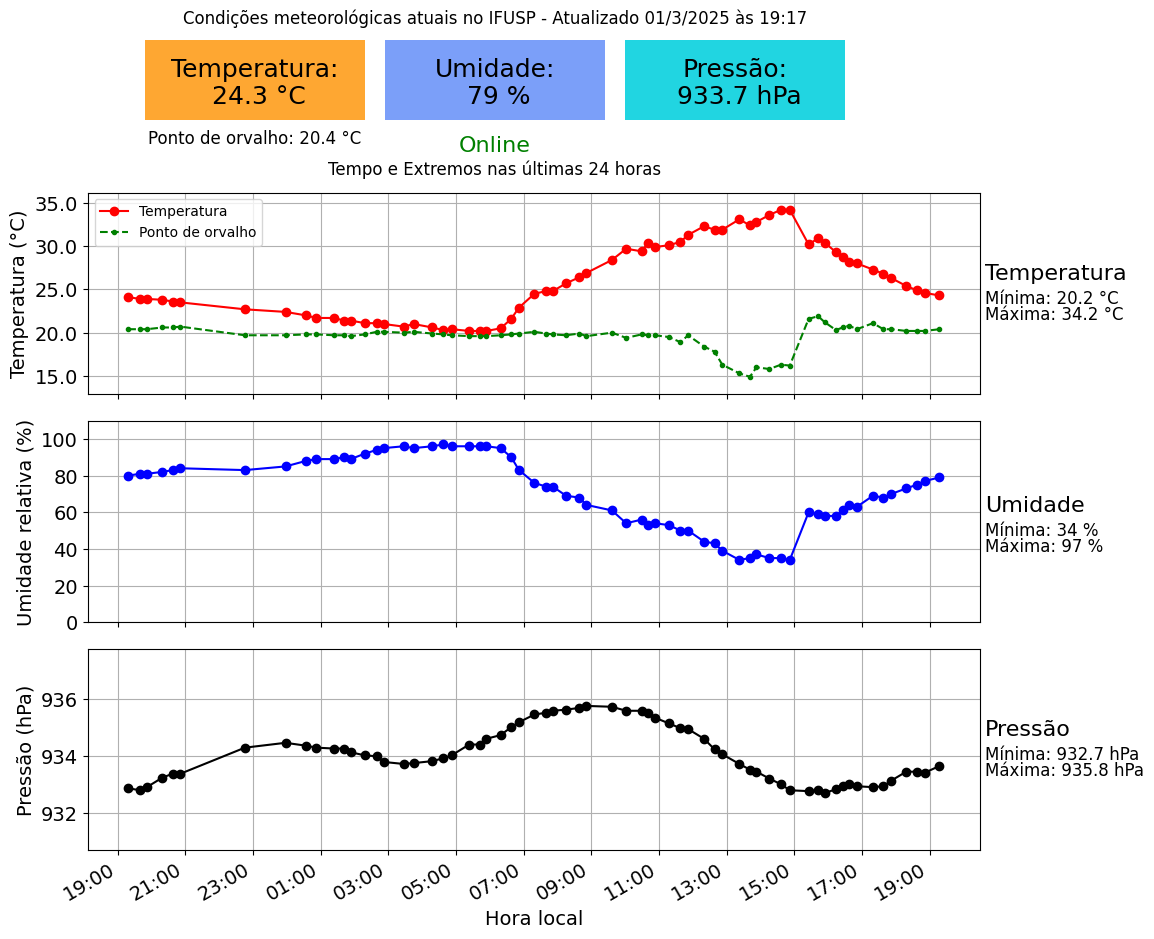 Condições meteorológicas atuais no IFUSP - Atualizado 01/3/2025 às 19:17
Temperatura:
24.3 °C
Umidade:
79 %
Pressão:
933.7 hPa
Ponto de orvalho: 20.4 °C
Online
Tempo e Extremos nas últimas 24 horas
Temperatura (°C)
35.0
30.0
25.0
20.0
15.0
Temperatura
Ponto de orvalho
Temperatura
Mínima: 20.2 °C
Máxima: 34.2 °C
Umidade relativa (%)
100
80
60
40
20
0
Umidade
Mínima: 34 %
Máxima: 97 %
Pressão (hPa)
936
934
932
Pressão
Mínima: 932.7 hPa
Máxima: 935.8 hPa
19:00 21:00 23:00 01:00 03:00 05:00 07:00 09:00 11:00 13:00 15:00 17:00 19:00
Hora local